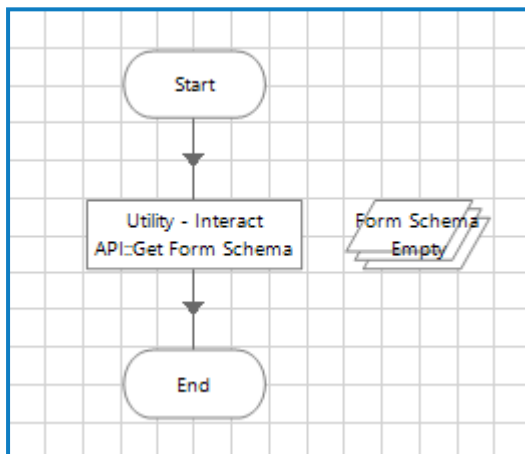 Start
Utility - Interact
API::Get Form Schema
Form Schema
Empty
End